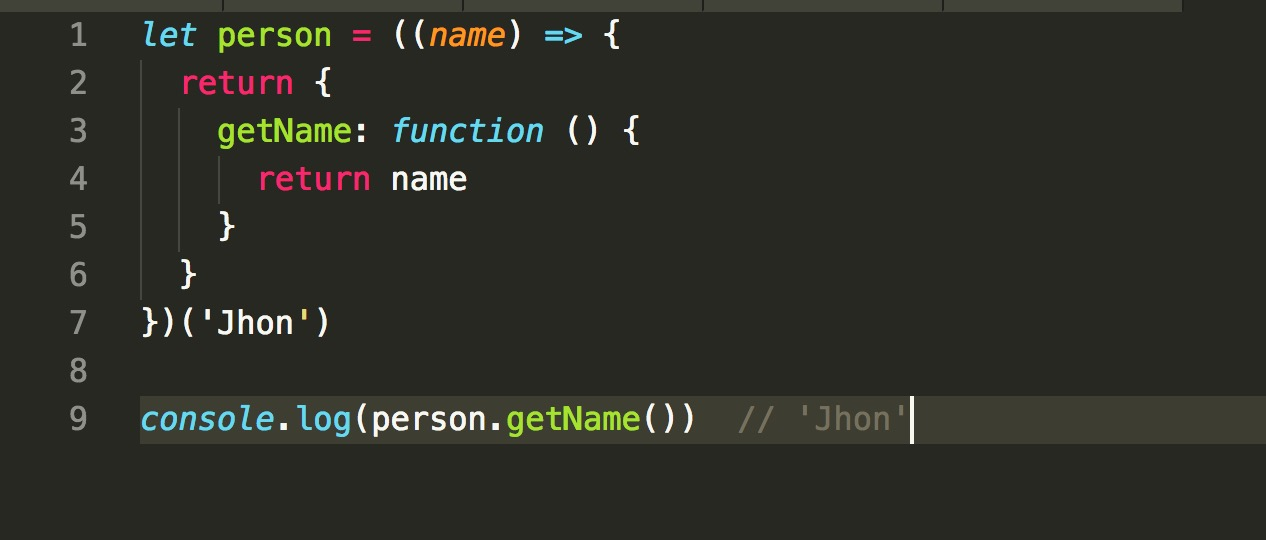 1 let person = ((name) => {
2   return {
3     getName: function () {
4       return name
5     }
6   }
7 })('Jhon')
8
9 console.log(person.getName())  // 'Jhon'